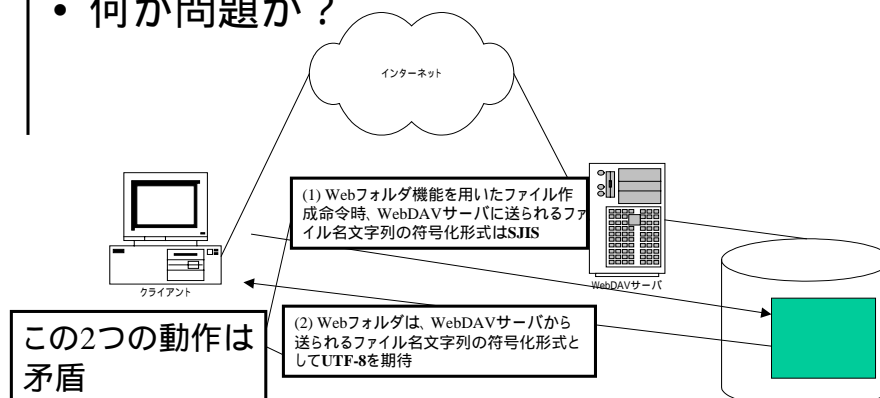 • 何が問題か？
インターネット
(1) Webフォルダ機能を用いたファイル作
成命令時、WebDAVサーバに送られるファ
イル名文字列の符号化形式はSJIS
WebDAVサーバ
クライアント
(2) Webフォルダは、WebDAVサーバから
送られるファイル名文字列の符号化形式と
してUTF-8を期待
この2つの動作は
矛盾